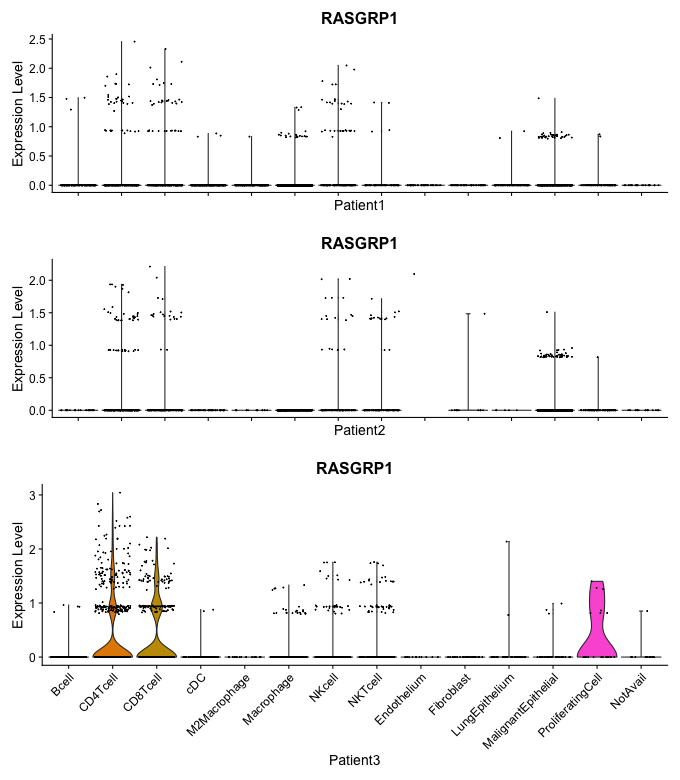 RASGRP1
Expression Level
2.5
2.0
1.5
1.0
0.5
0.0
Patient1
RASGRP1
Expression Level
2.0
1.5
1.0
0.5
0.0
Patient2
RASGRP1
Expression Level
3
2
1
0
Bcell
CD4Tcell
CD8Tcell
cDC
M2Macrophage
Macrophage
NKcell
NKTcell
Endothelium
Fibroblast
LungEpithelium
MalignantEpithelial
ProliferatingCell
NotAvail
Patient3